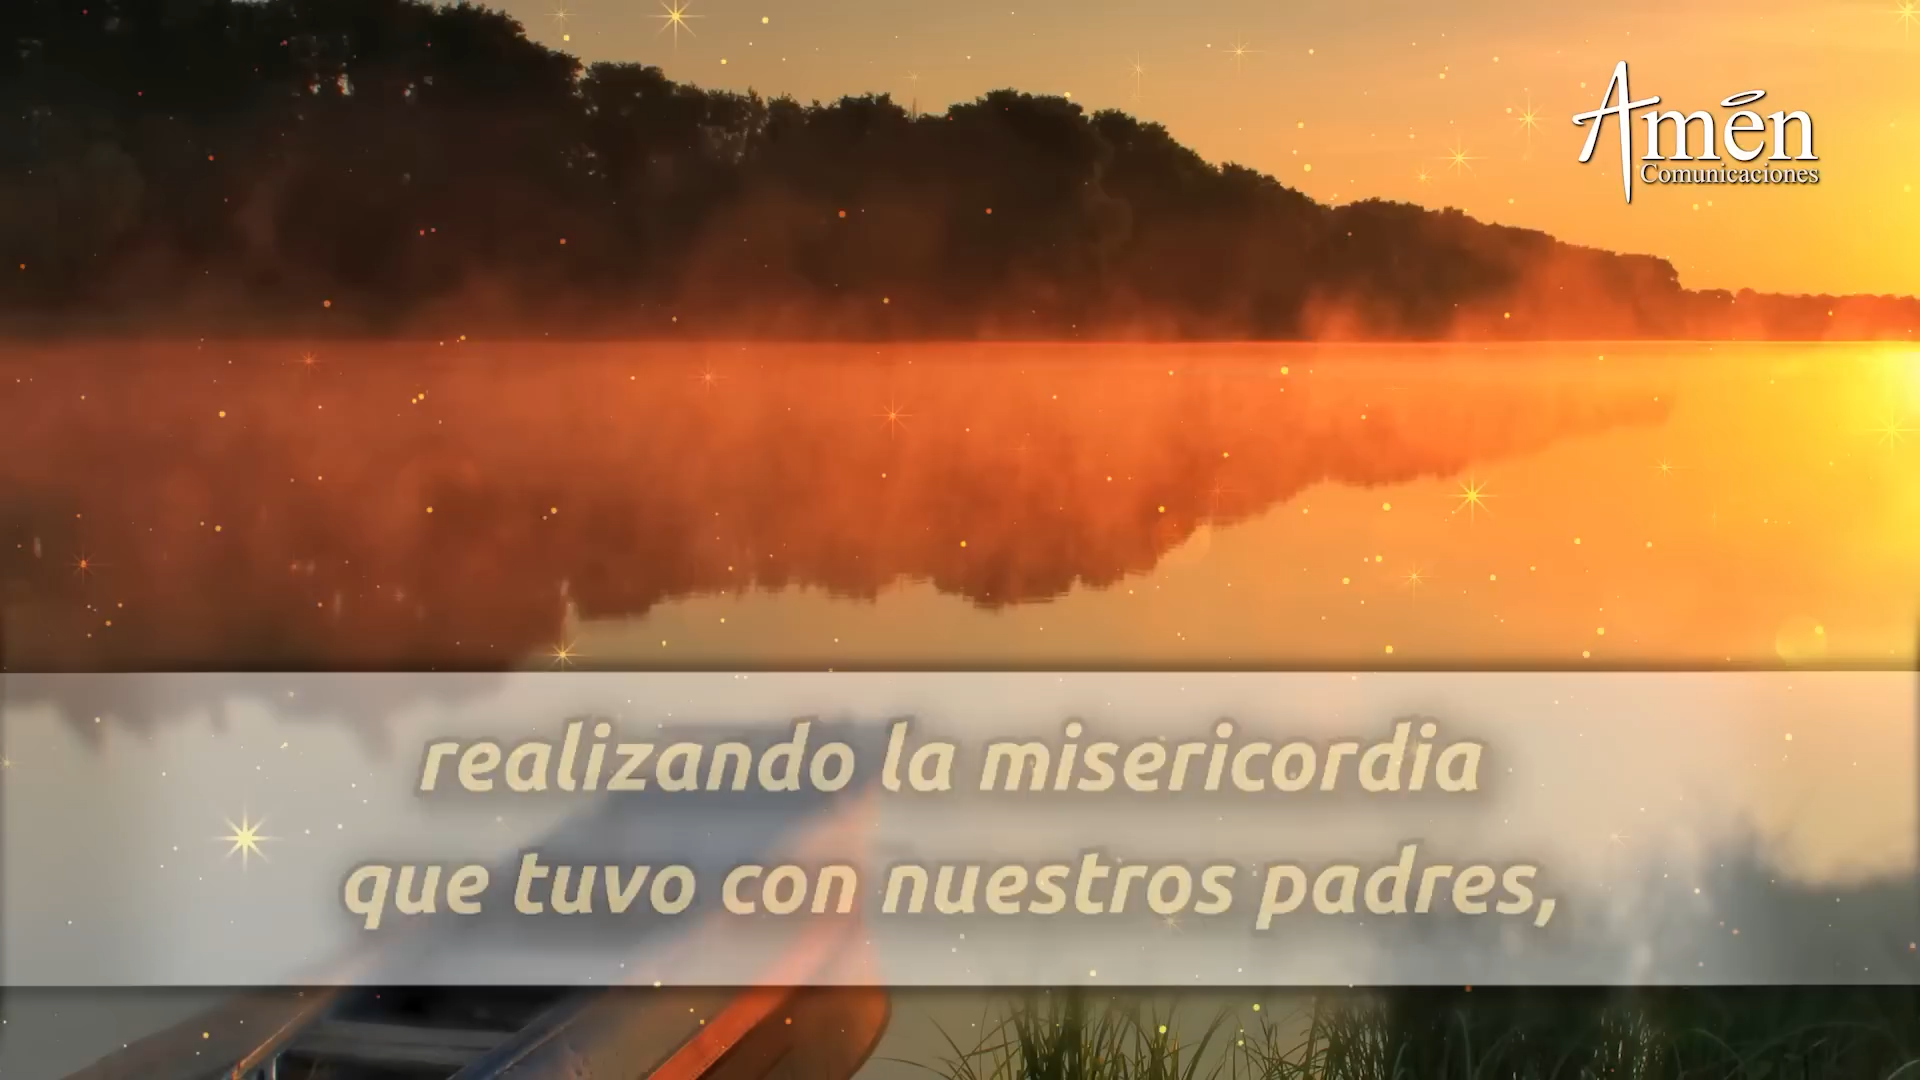 Amén
Comunicaciones
realizando la misericordia
que tuvo con nuestros padres,